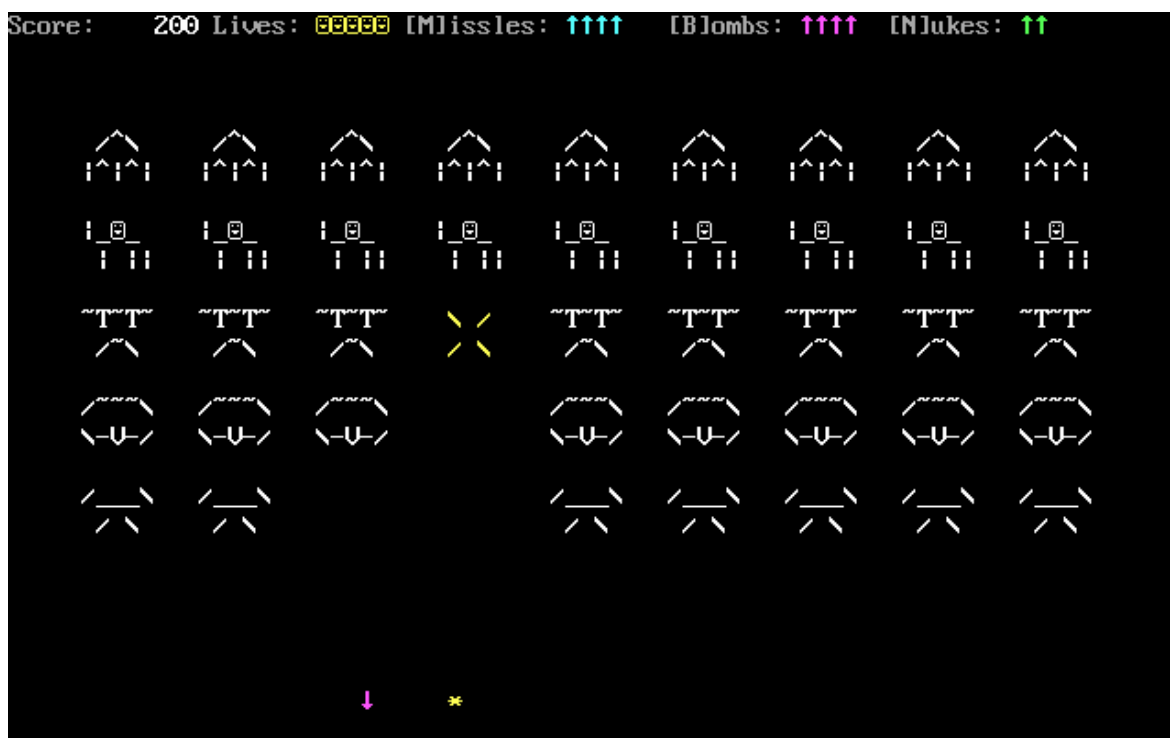 Score: 200 Lives: ☻☻☻☻☻ [M]issles: ↑↑↑↑ [B]ombs: ↑↑↑↑ [N]ukes: ↑↑